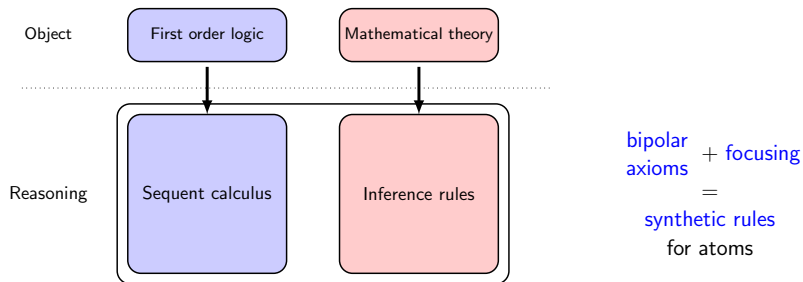 Object
First order logic
Mathematical theory
Reasoning
Sequent calculus
Inference rules
bipolar
axioms
+ focusing
=
synthetic rules
for atoms